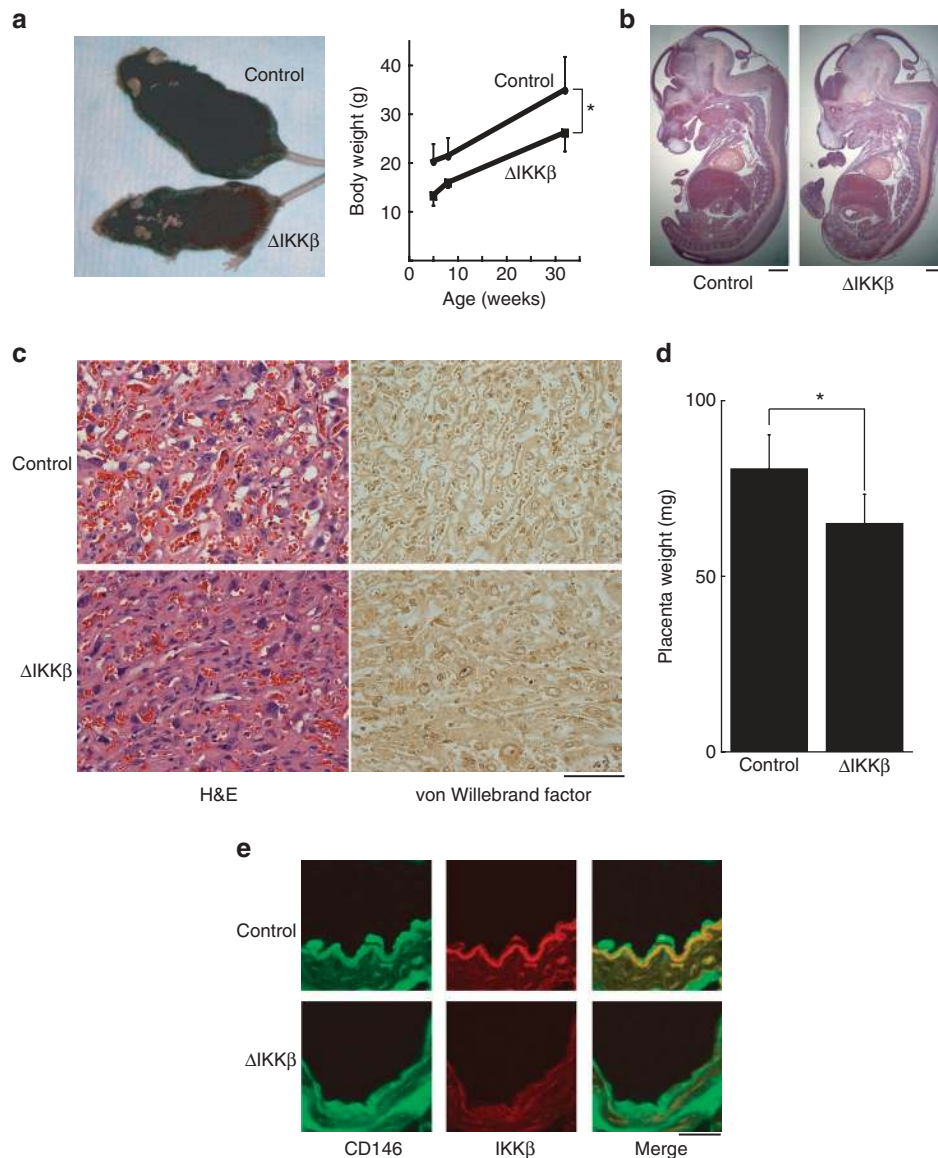 a
Control
ΔIKKβ
Body weight (g)
40
30
20
10
0
10
20
30
Age (weeks)
Control
ΔIKKβ
*
b
Control
ΔIKKβ
c
Control
ΔIKKβ
H&E
von Willebrand factor
d
Placenta weight (mg)
100
50
0
*
Control
ΔIKKβ
e
Control
ΔIKKβ
CD146
IKKβ
Merge